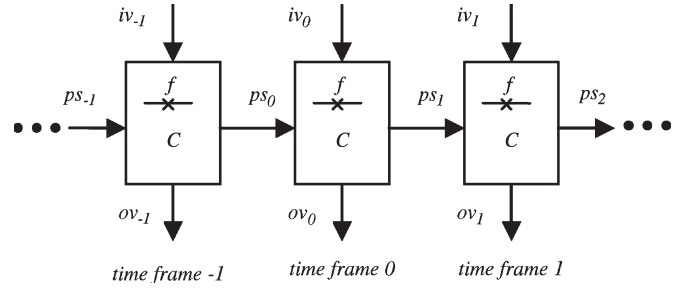 iv-1 iv0 iv1
f f f
ps-1 ps0 ps1 ps2
C C C
ov-1 ov0 ov1
time frame -1 time frame 0 time frame 1